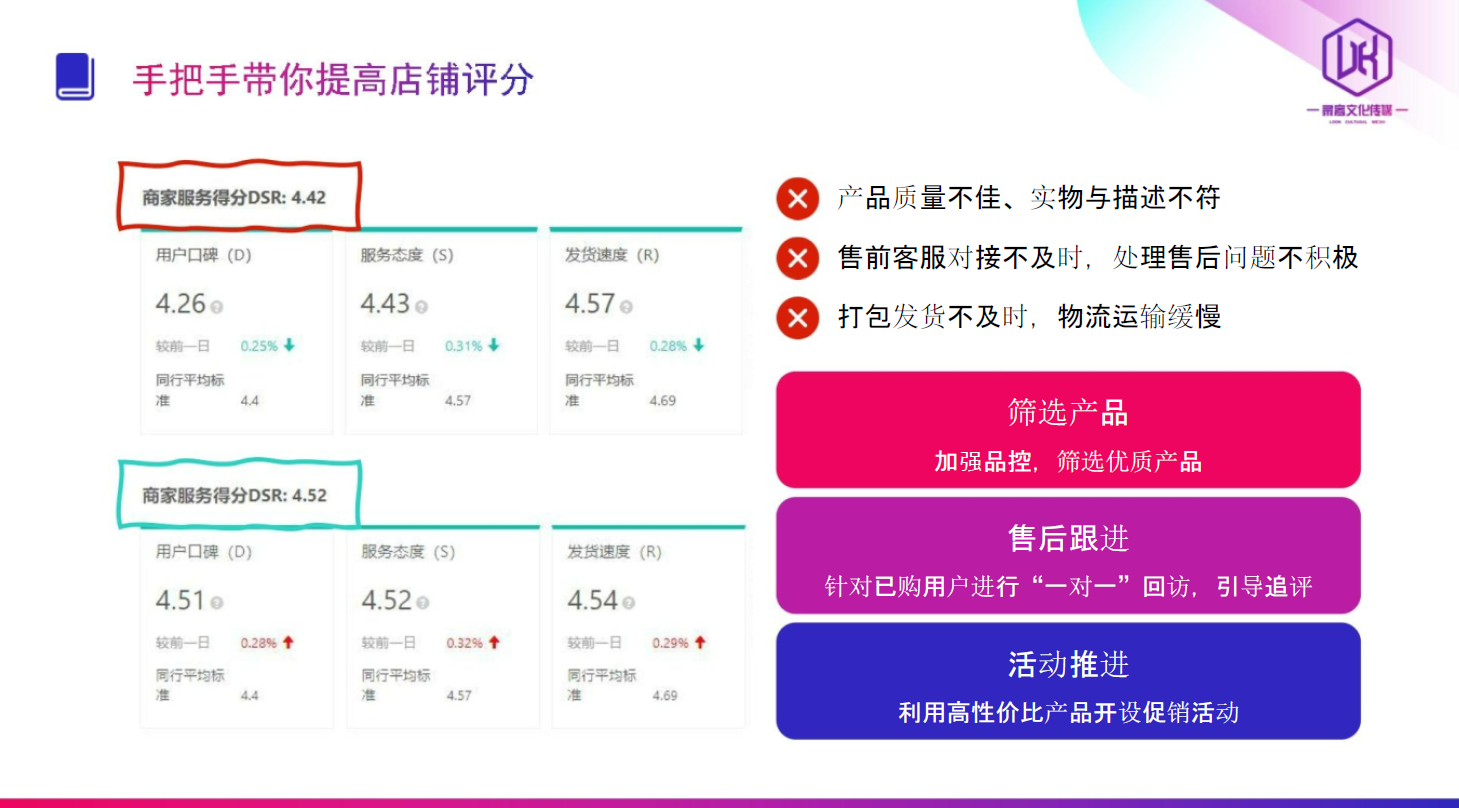 手把手带你提高店铺评分
文化传媒
商家服务得分DSR: 4.42
用户口碑（D）
服务态度（S）
发货速度（R）
4.26
4.43
4.57
较前一日 0.25%
较前一日 0.31%
较前一日 0.28%
同行平均标
准 4.4
同行平均标
准 4.57
同行平均标
准 4.69
商家服务得分DSR: 4.52
用户口碑（D）
服务态度（S）
发货速度（R）
4.51
4.52
4.54
较前一日 0.28%
较前一日 0.32%
较前一日 0.29%
同行平均标
准 4.4
同行平均标
准 4.57
同行平均标
准 4.69
产品质量不佳、实物与描述不符
售前客服对接不及时，处理售后问题不积极
打包发货不及时，物流运输缓慢
筛选产品
加强品控，筛选优质产品
售后跟进
针对已购用户进行“一对一”回访，引导追评
活动推进
利用高性价比产品开设促销活动